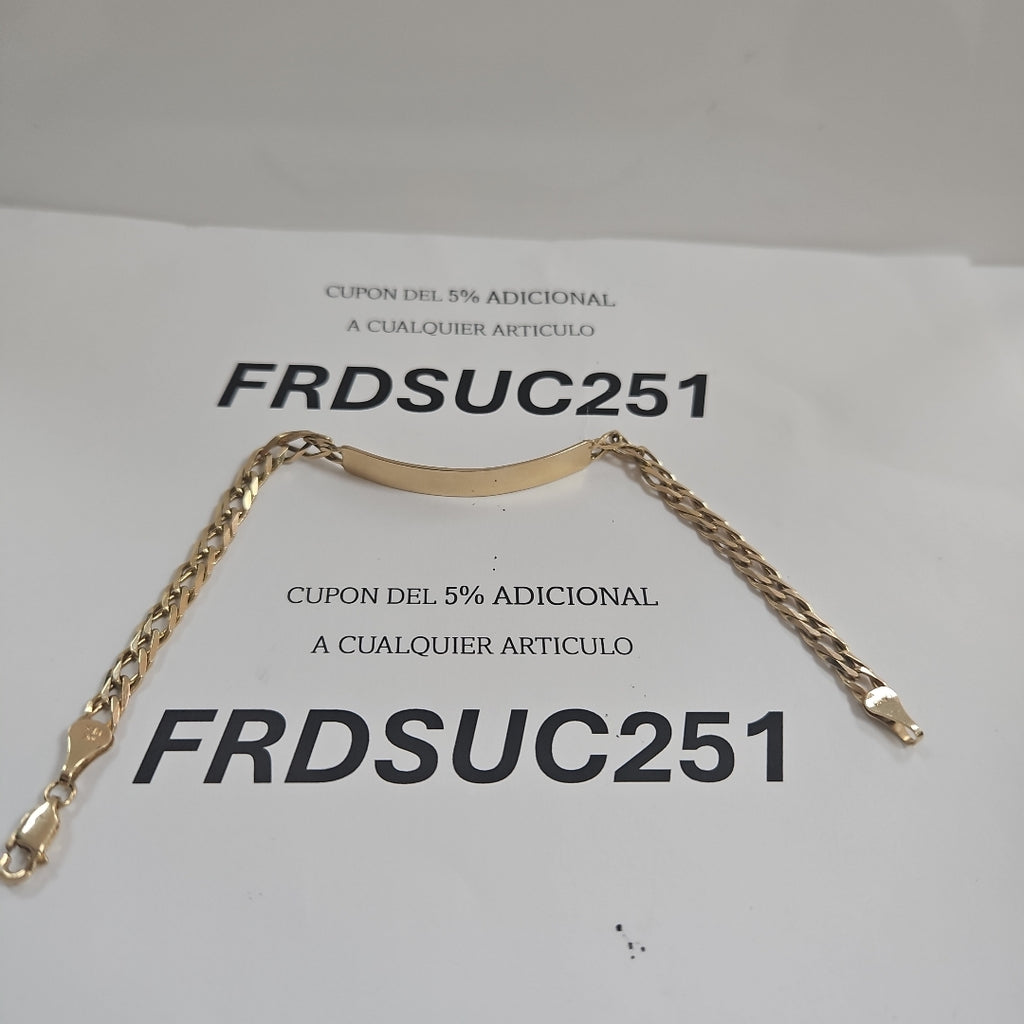 CUPON DEL 5% ADICIONAL
A CUALQUIER ARTICULO
FRDSUC251
CUPON DEL 5% ADICIONAL
A CUALQUIER ARTICULO
FRDSUC251